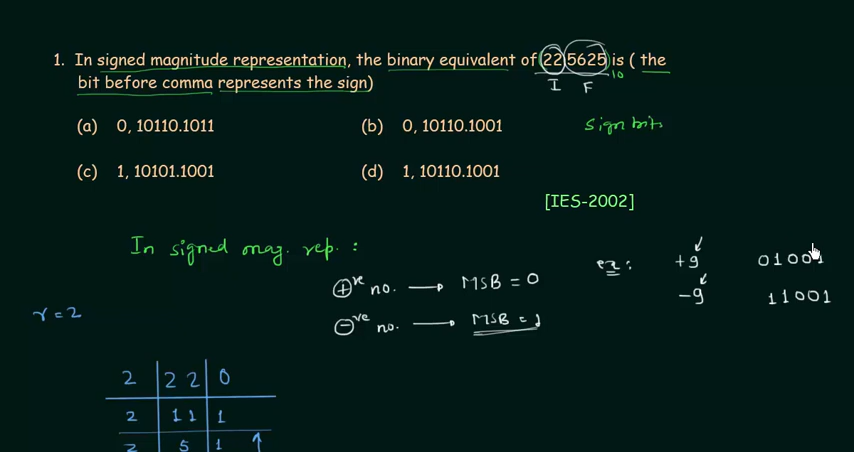 1. In signed magnitude representation, the binary equivalent of 22.5625 is ( the
10
bit before comma represents the sign)
I F
(a) 0, 10110.1011 (b) 0, 10110.1001
Sign bits
(c) 1, 10101.1001 (d) 1, 10110.1001
[IES-2002]
In signed mag. rep. :
+ve no. → MSB = 0
ex: +9 01001
-ve no. → MSB = 1
-9 11001
r = 2
2 22 0
2 11 1
2 5 1 ↑